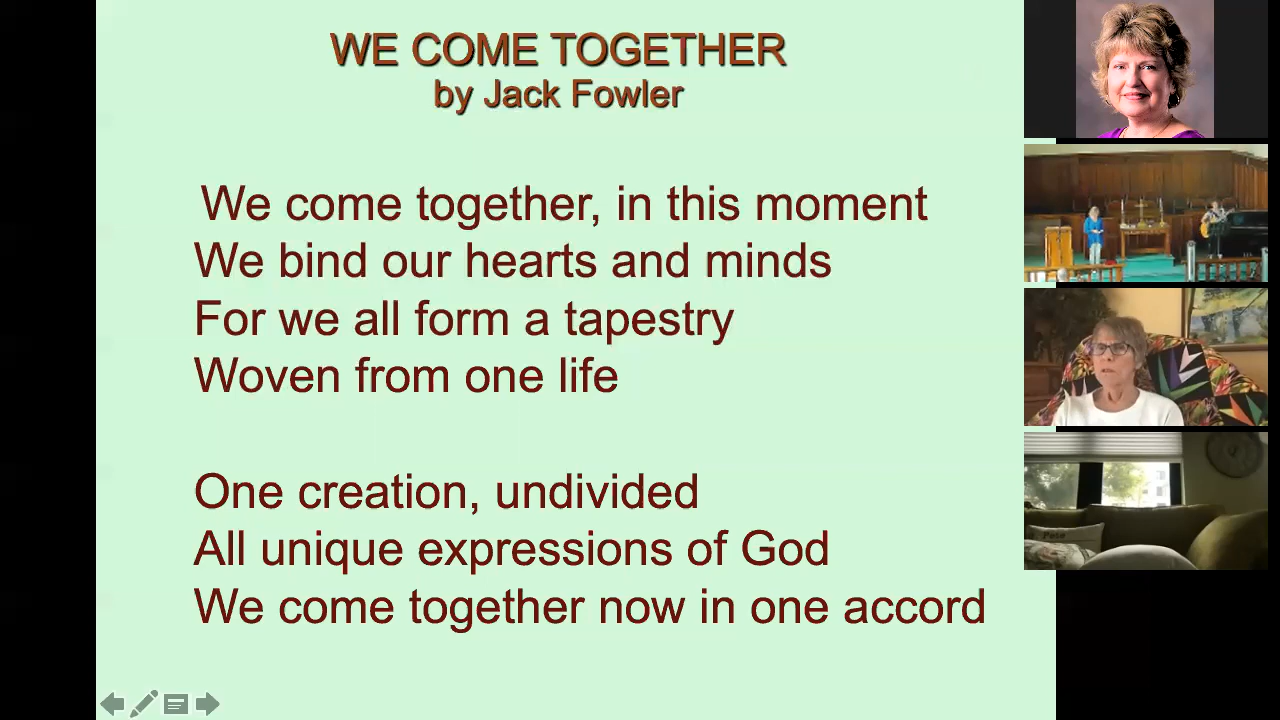 WE COME TOGETHER
by Jack Fowler
We come together, in this moment
We bind our hearts and minds
For we all form a tapestry
Woven from one life
One creation, undivided
All unique expressions of God
We come together now in one accord
Pete